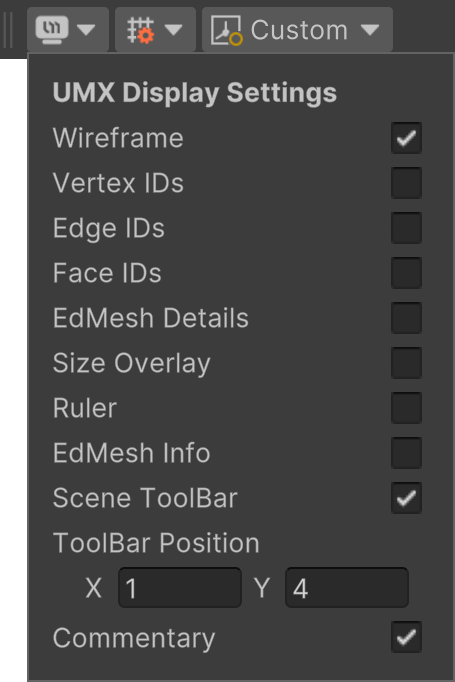 Custom
UMX Display Settings
Wireframe
Vertex IDs
Edge IDs
Face IDs
EdMesh Details
Size Overlay
Ruler
EdMesh Info
Scene ToolBar
ToolBar Position
X 1 Y 4
Commentary